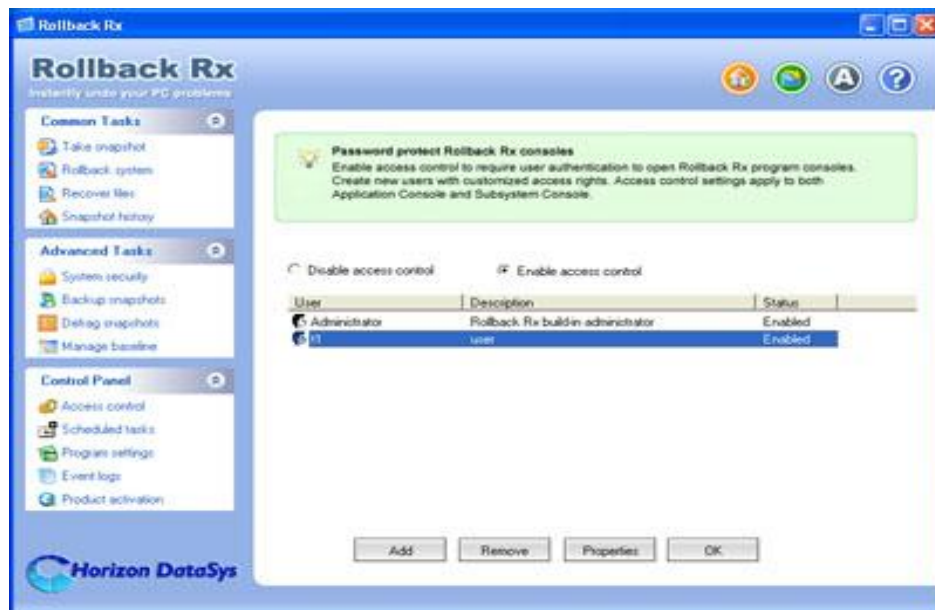 Rollback Rx
Rollback Rx
Instantly undo your PC problems
Common Tasks
Take snapshot
Rollback system
Recover files
Snapshot history
Advanced Tasks
System security
Backup snapshots
Defrag snapshots
Manage baseline
Control Panel
Access control
Scheduled tasks
Program settings
Event logs
Product activation
Horizon DataSys
A
?
Password protect Rollback Rx consoles
Enable access control to require user authentication to open Rollback Rx program consoles.
Create new users with customized access rights. Access control settings apply to both
Application Console and Subsystem Console.
Disable access control Enable access control
User Description Status
Administrator Rollback Rx build-in administrator Enabled
user Enabled
Add Remove Properties OK